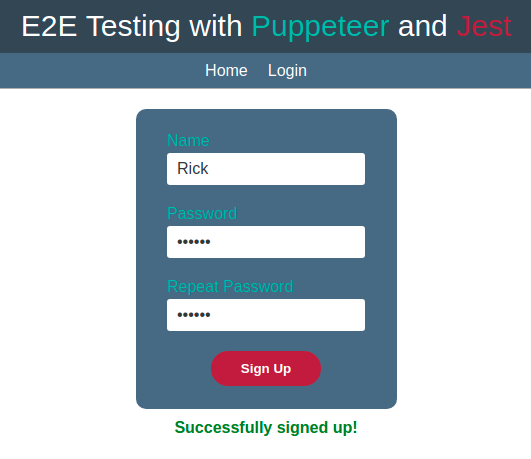 E2E Testing with Puppeteer and Jest
Home Login
Name
Rick
Password
••••••
Repeat Password
••••••
Sign Up
Successfully signed up!